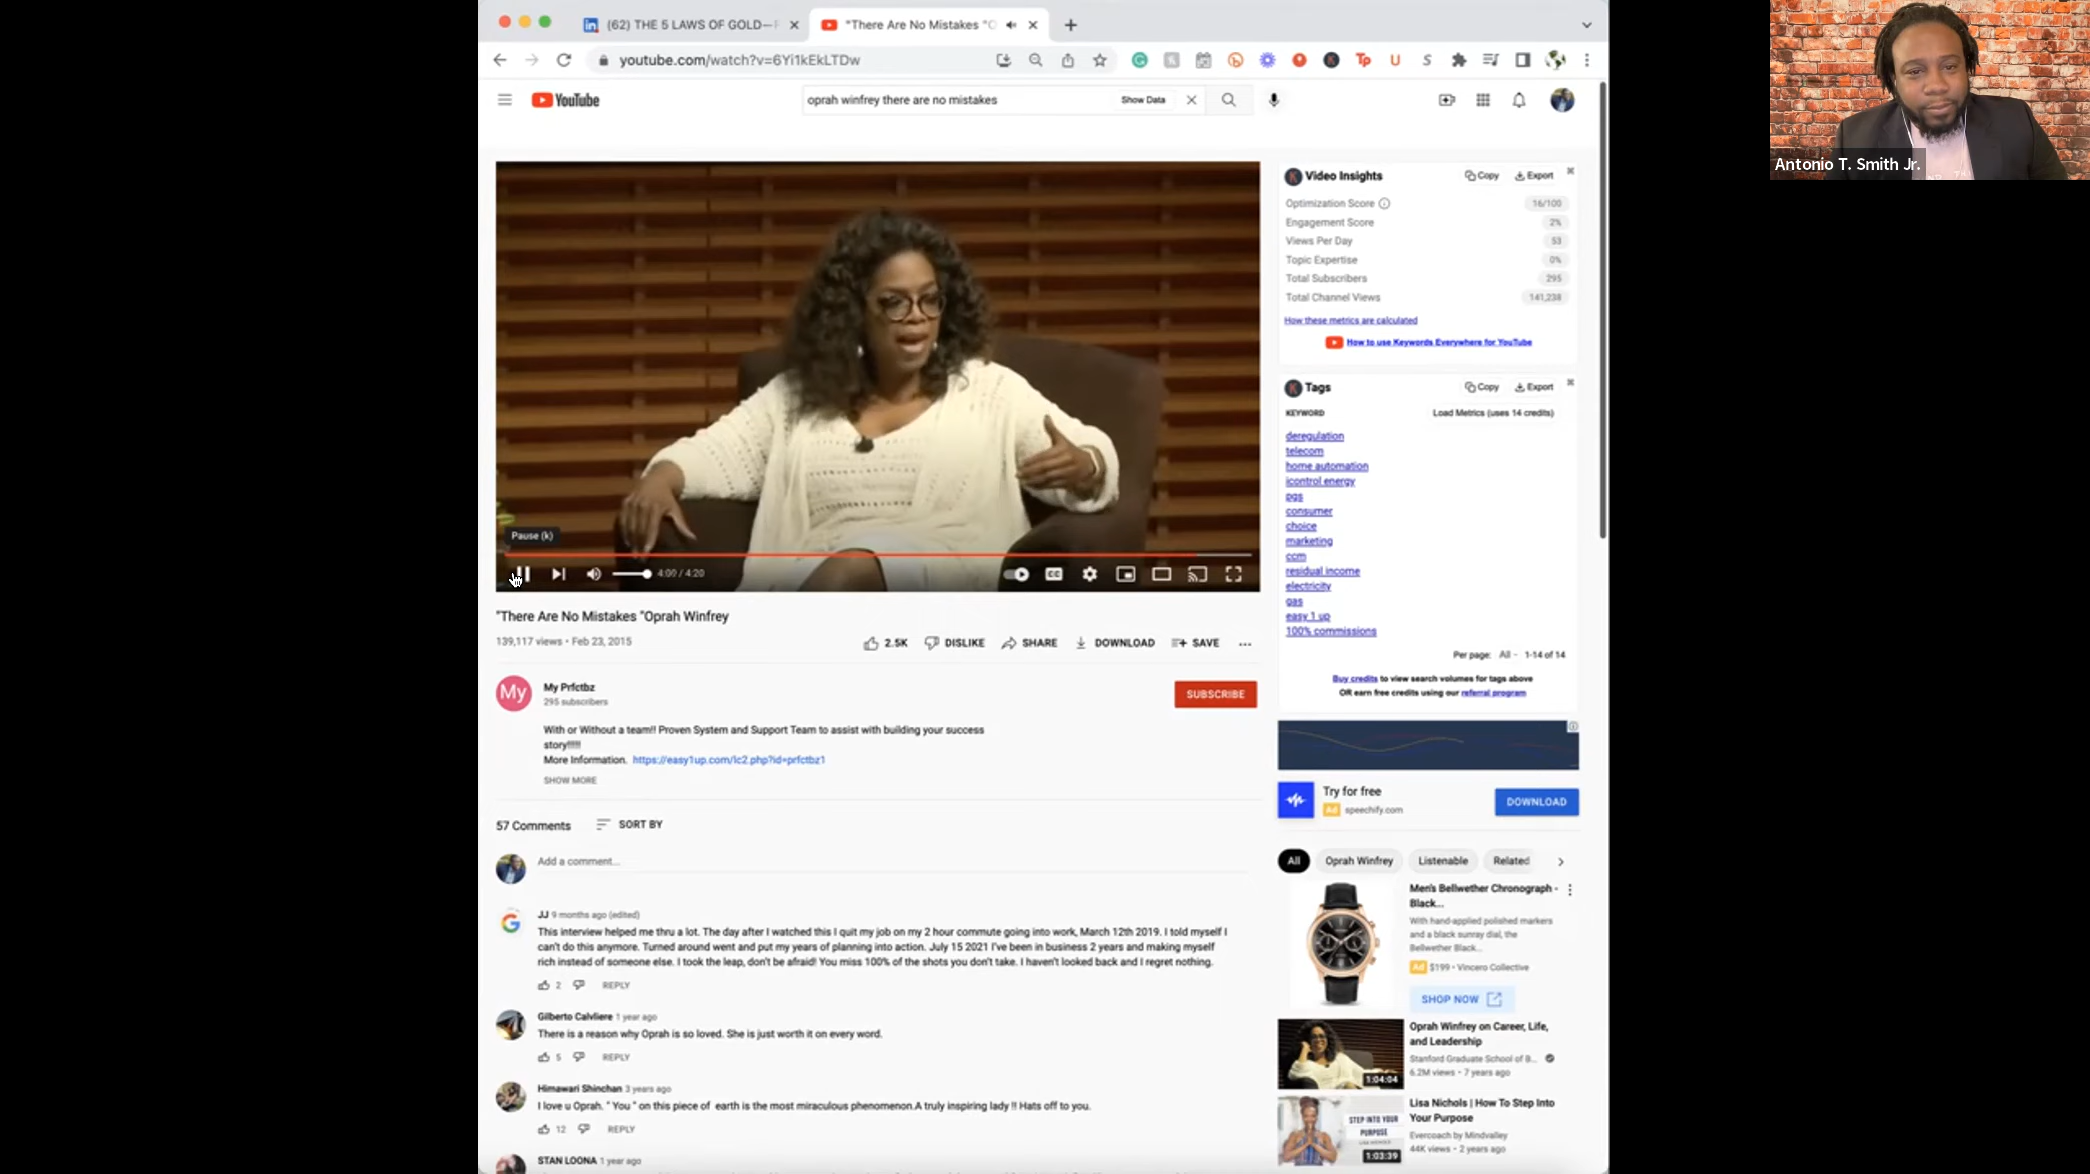 (62) THE 5 LAWS OF GOLD—
"There Are No Mistakes "O
youtube.com/watch?v=6Yi1kEkLTDw
YouTube
oprah winfrey there are no mistakes
Show Data
Antonio T. Smith Jr.
Pause (k)
4:00 / 4:20
"There Are No Mistakes "Oprah Winfrey
139,117 views • Feb 23, 2015
2.5K DISLIKE SHARE DOWNLOAD SAVE
My
My Prfctbz
295 subscribers
SUBSCRIBE
With or Without a team!! Proven System and Support Team to assist with building your success
story!!!!!
More Information. https://easy1up.com/lc2.php?id=prfctbz1
SHOW MORE
57 Comments SORT BY
Add a comment...
JJ 9 months ago (edited)
This interview helped me thru a lot. The day after I watched this I quit my job on my 2 hour commute going into work, March 12th 2019. I told myself I
can't do this anymore. Turned around went and put my years of planning into action. July 15 2021 I've been in business 2 years and making myself
rich instead of someone else. I took the leap, don't be afraid! You miss 100% of the shots you don't take. I haven't looked back and I regret nothing.
2 REPLY
Gilberto Calvliere 1 year ago
There is a reason why Oprah is so loved. She is just worth it on every word.
5 REPLY
Himawari Shinchan 3 years ago
I love u Oprah. " You " on this piece of earth is the most miraculous phenomenon.A truly inspiring lady !! Hats off to you.
12 REPLY
STAN LOONA 1 year ago
Video Insights Copy Export
Optimization Score 16/100
Engagement Score 2%
Views Per Day 53
Topic Expertise 0%
Total Subscribers 295
Total Channel Views 141,238
How these metrics are calculated
How to use Keywords Everywhere for YouTube
Tags Copy Export
KEYWORD Load Metrics (uses 14 credits)
deregulation
telecom
home automation
icontrol energy
pgs
consumer
choice
marketing
ccm
residual income
electricity
gas
easy 1 up
100% commissions
Per page: All 1-14 of 14
Buy credits to view search volumes for tags above
OR earn free credits using our referral program
Try for free
Ad speechify.com
DOWNLOAD
All Oprah Winfrey Listenable Related
Men's Bellwether Chronograph -
Black...
With hand-applied polished markers
and a black sunray dial, the
Bellwether Black...
Ad $199 • Vincero Collective
SHOP NOW
1:04:04
Oprah Winfrey on Career, Life,
and Leadership
Stanford Graduate School of B...
6.2M views • 7 years ago
STEP INTO YOUR
PURPOSE
LISA NICHOLS
1:03:39
Lisa Nichols | How To Step Into
Your Purpose
Evercoach by Mindvalley
44K views • 2 years ago